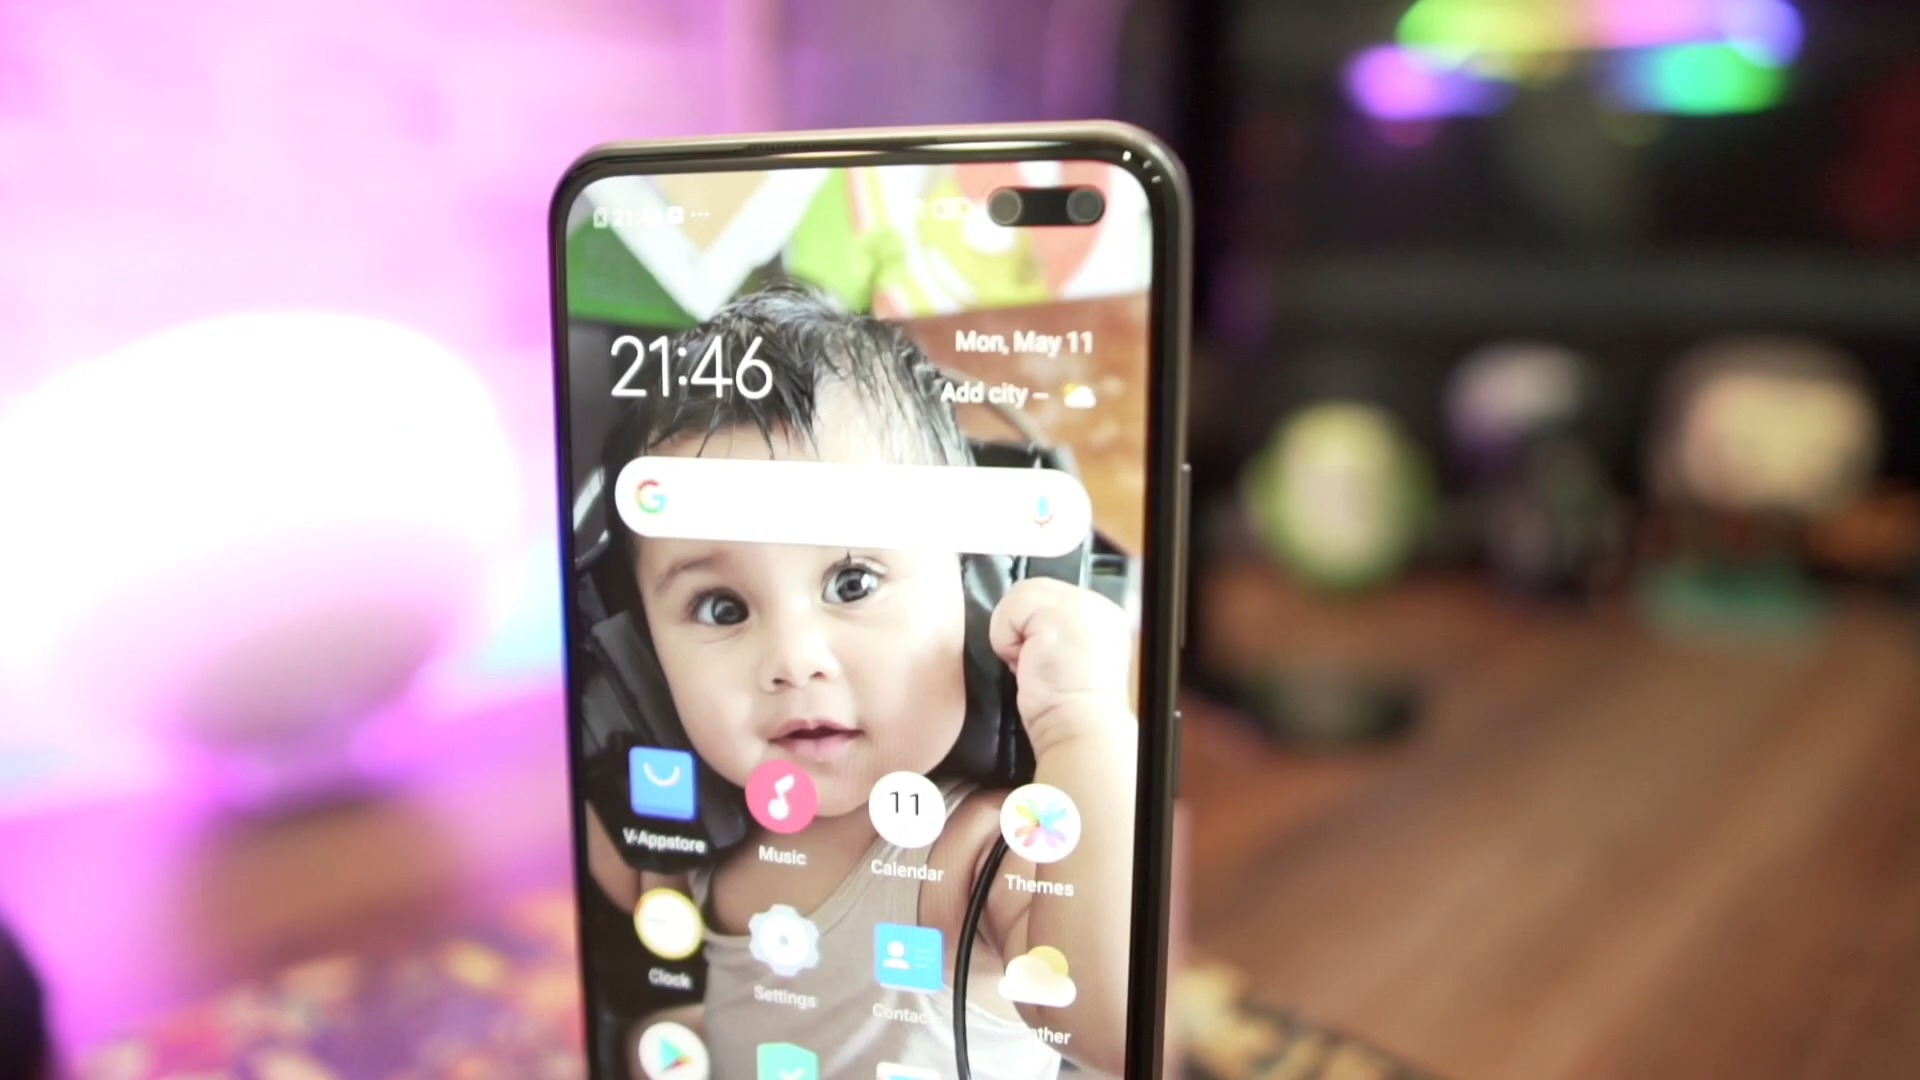 21:46
Mon, May 11
Add city –
G
V-Appstore
Music
11
Calendar
Themes
Clock
Settings